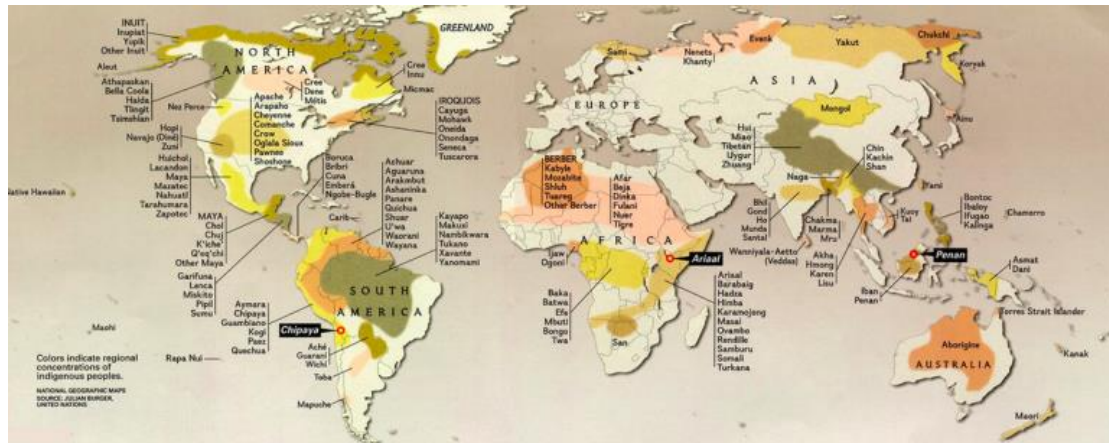 INUIT
Inupiat
Yupik
Other Inuit
Aleut
Athapaskan
Bella Coola
Haida
Tlingit
Tsimshian
NORTH
AMERICA
GREENLAND
Cree
Innu
Micmac
Cree
Dene
Métis
Nez Perce
Apache
Arapaho
Cheyenne
Comanche
Crow
Oglala Sioux
Pawnee
Shoshone
IROQUOIS
Cayuga
Mohawk
Oneida
Onondaga
Seneca
Tuscarora
Hopi
Navajo (Diné)
Zuni
Huichol
Lacandon
Maya
Mazatec
Nahuatl
Tarahumara
Zapotec
Native Hawaiian
MAYA
Chol
Chuj
K'iche'
Q'eq'chi
Other Maya
Garifuna
Lenca
Miskito
Pipil
Sumu
Boruca
Bribri
Cuna
Emberá
Ngobe-Bugle
Carib
Achuar
Aguaruna
Arakmbut
Ashaninka
Panare
Quichua
Shuar
U'wa
Waorani
Wayana
Kayapo
Makuxi
Nambikwara
Tukano
Xavante
Yanomami
SOUTH
AMERICA
Aymara
Chipaya
Guambiano
Kogi
Paez
Quechua
Chipaya
Aché
Guarani
Wichi
Toba
Mapuche
Maohi
Rapa Nui
Colors indicate regional
concentrations of
indigenous peoples.
NATIONAL GEOGRAPHIC MAPS
SOURCE: JULIAN BURGER,
UNITED NATIONS
EUROPE
Sami
Nenets
Khanty
Evenk
Yakut
Chukchi
Koryak
ASIA
Mongol
Ainu
Hui
Miao
Tibetan
Uygur
Zhuang
BERBER
Kabyle
Mozabite
Shluh
Tuareg
Other Berber
Afar
Beja
Dinka
Fulani
Nuer
Tigre
AFRICA
Ijaw
Ogoni
Ariaal
Baka
Batwa
Efe
Mbuti
Bongo
Twa
San
Ariaal
Barabaig
Hadza
Himba
Karamojong
Masai
Ovambo
Rendille
Samburu
Somali
Turkana
Naga
Chin
Kachin
Shan
Bhil
Gond
Ho
Munda
Santal
Chakma
Marma
Mru
Wanniyala-Aetto
(Veddas)
Akha
Hmong
Karen
Lisu
Kuoy
Tai
Yami
Bontoc
Ibaloy
Ifugao
Kalinga
Chamorro
Penan
Iban
Penan
Asmat
Dani
Torres Strait Islander
Aborigine
AUSTRALIA
Kanak
Maori